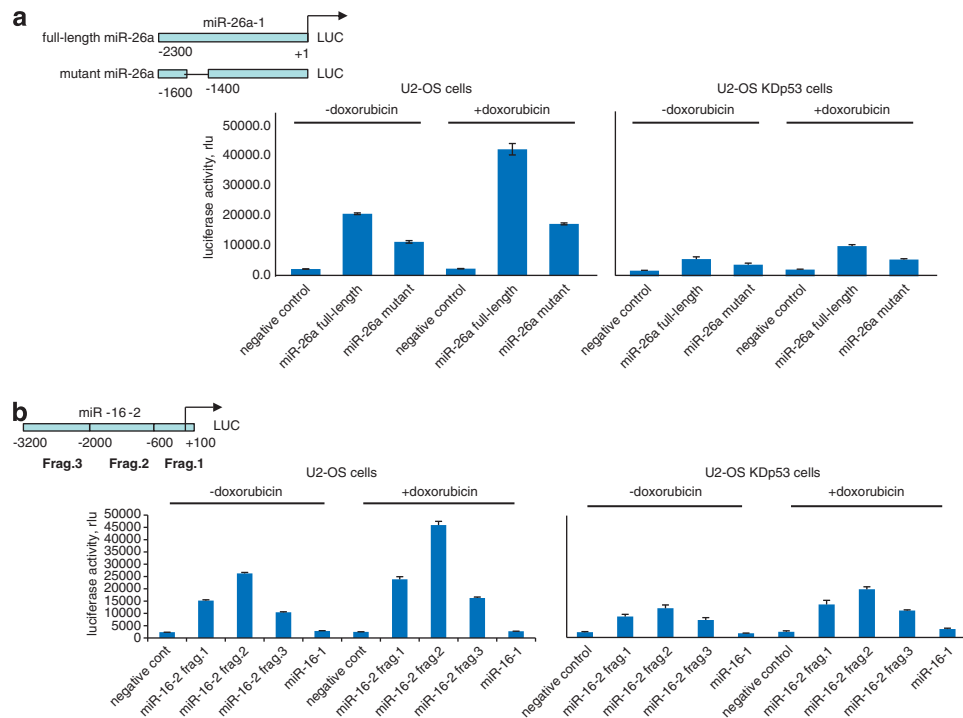 a
miR-26a-1
full-length miR-26a
LUC
-2300
+1
mutant miR-26a
LUC
-1600
-1400
U2-OS cells
U2-OS KDp53 cells
-doxorubicin
+doxorubicin
-doxorubicin
+doxorubicin
luciferase activity, rlu
50000.0
40000.0
30000.0
20000.0
10000.0
0.0
negative control
miR-26a full-length
miR-26a mutant
negative control
miR-26a full-length
miR-26a mutant
negative control
miR-26a full-length
miR-26a mutant
negative control
miR-26a full-length
miR-26a mutant
b
miR -16 -2
LUC
-3200
-2000
-600
+100
Frag.3
Frag.2
Frag.1
U2-OS cells
U2-OS KDp53 cells
-doxorubicin
+doxorubicin
-doxorubicin
+doxorubicin
luciferase activity, rlu
50000
45000
40000
35000
30000
25000
20000
15000
10000
5000
0
negative cont
miR-16-2 frag.1
miR-16-2 frag.2
miR-16-2 frag.3
miR-16-1
negative cont
miR-16-2 frag.1
miR-16-2 frag.2
miR-16-2 frag.3
miR-16-1
negative control
miR-16-2 frag.1
miR-16-2 frag.2
miR-16-2 frag.3
miR-16-1
negative control
miR-16-2 frag.1
miR-16-2 frag.2
miR-16-2 frag.3
miR-16-1